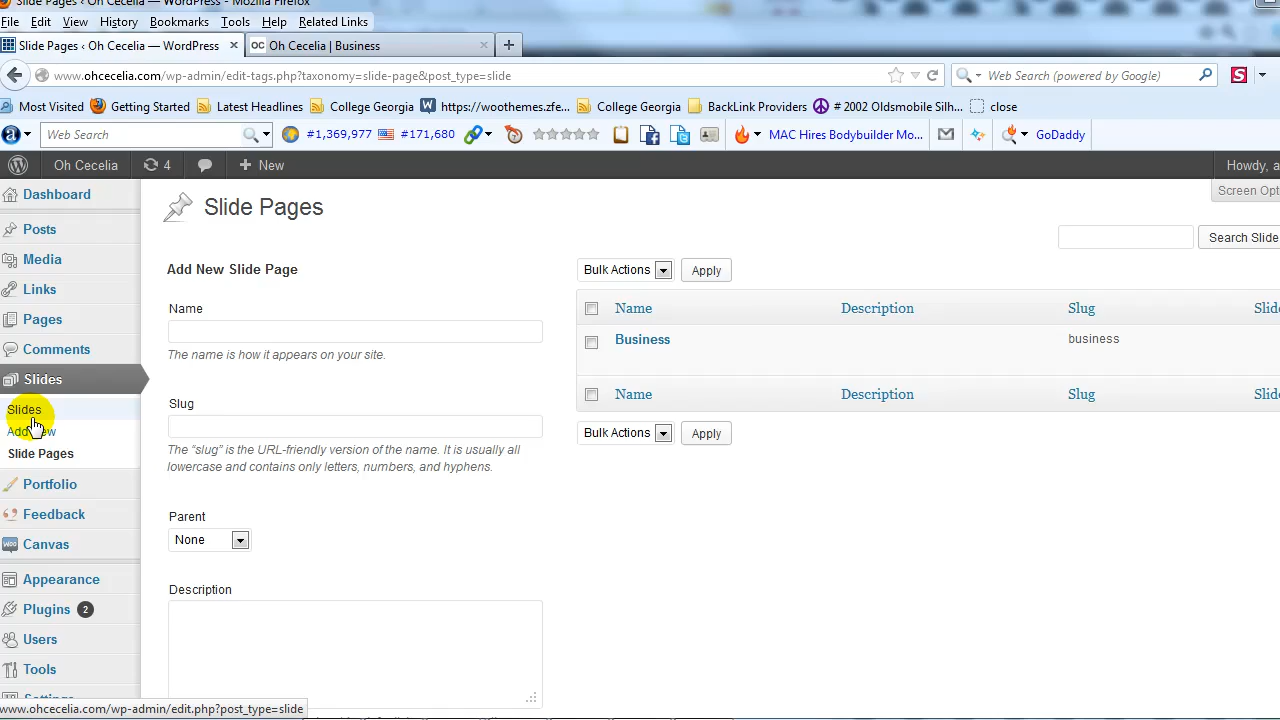 Slide Pages ‹ Oh Cecelia — WordPress - Mozilla Firefox
File Edit View History Bookmarks Tools Help Related Links
Slide Pages ‹ Oh Cecelia — WordPress × OC Oh Cecelia | Business × +
www.ohcecelia.com/wp-admin/edit-tags.php?taxonomy=slide-page&post_type=slide Web Search (powered by Google) S
Most Visited Getting Started Latest Headlines College Georgia W https://woothemes.zfe... College Georgia BackLink Providers # 2002 Oldsmobile Silh... close
a Web Search #1,369,977 #171,680 MAC Hires Bodybuilder Mo... GoDaddy
Oh Cecelia 4 + New Howdy, a
Dashboard
Screen Opt
Slide Pages
Posts
Search Slide
Media
Add New Slide Page
Bulk Actions Apply
Links
Name
Name Description Slug Slide
Pages
Business business
The name is how it appears on your site.
Comments
Slides
Name Description Slug Slide
Slug
Slides
Add New
Bulk Actions Apply
Slide Pages
The “slug” is the URL-friendly version of the name. It is usually all
lowercase and contains only letters, numbers, and hyphens.
Portfolio
Feedback
Parent
None
Woo Canvas
Appearance
Description
Plugins 2
Users
Tools
Settings
www.ohcecelia.com/wp-admin/edit.php?post_type=slide